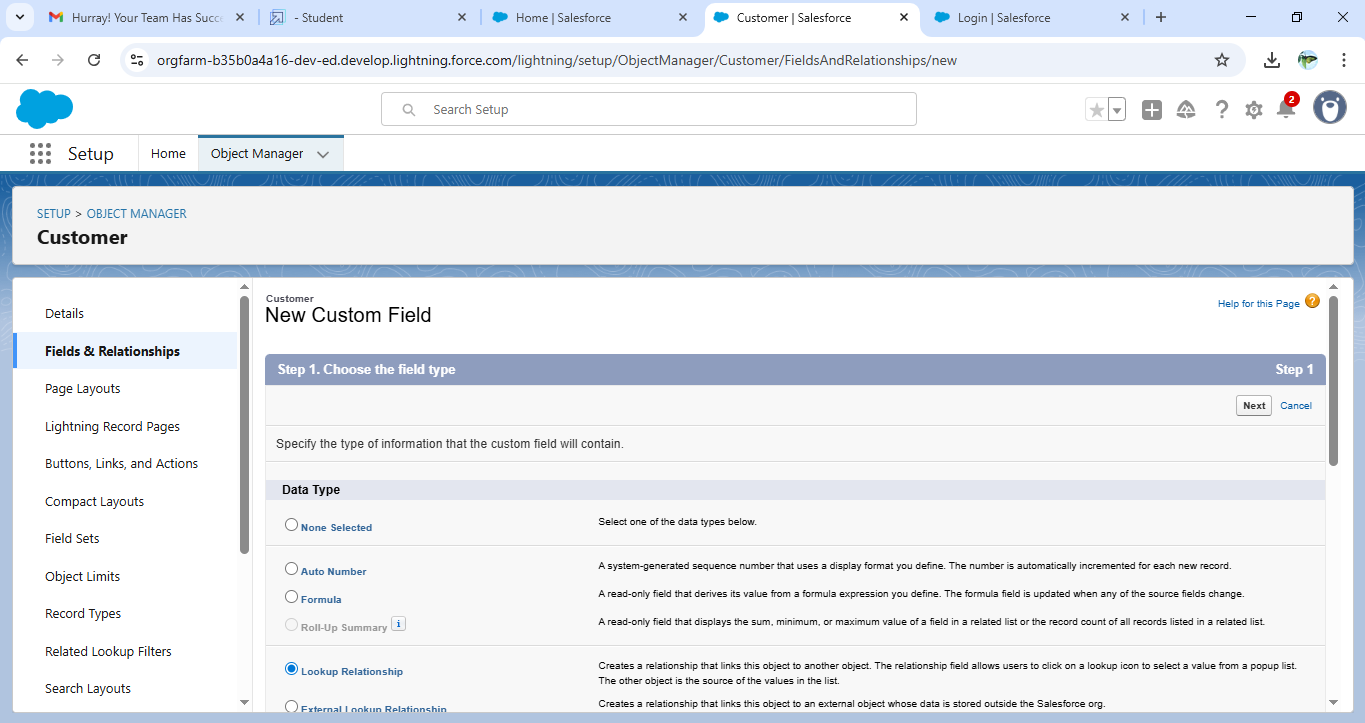 Hurray! Your Team Has Succe
- Student
Home | Salesforce
Customer | Salesforce
Login | Salesforce
orgfarm-b35b0a4a16-dev-ed.develop.lightning.force.com/lightning/setup/ObjectManager/Customer/FieldsAndRelationships/new
Search Setup
2
Setup
Home
Object Manager
SETUP > OBJECT MANAGER
Customer
Details
Fields & Relationships
Page Layouts
Lightning Record Pages
Buttons, Links, and Actions
Compact Layouts
Field Sets
Object Limits
Record Types
Related Lookup Filters
Search Layouts
Customer
New Custom Field
Help for this Page ?
Step 1. Choose the field type
Step 1
Next Cancel
Specify the type of information that the custom field will contain.
Data Type
None Selected
Select one of the data types below.
Auto Number
A system-generated sequence number that uses a display format you define. The number is automatically incremented for each new record.
Formula
A read-only field that derives its value from a formula expression you define. The formula field is updated when any of the source fields change.
Roll-Up Summary i
A read-only field that displays the sum, minimum, or maximum value of a field in a related list or the record count of all records listed in a related list.
Lookup Relationship
Creates a relationship that links this object to another object. The relationship field allows users to click on a lookup icon to select a value from a popup list.
The other object is the source of the values in the list.
External Lookup Relationship
Creates a relationship that links this object to an external object whose data is stored outside the Salesforce org.